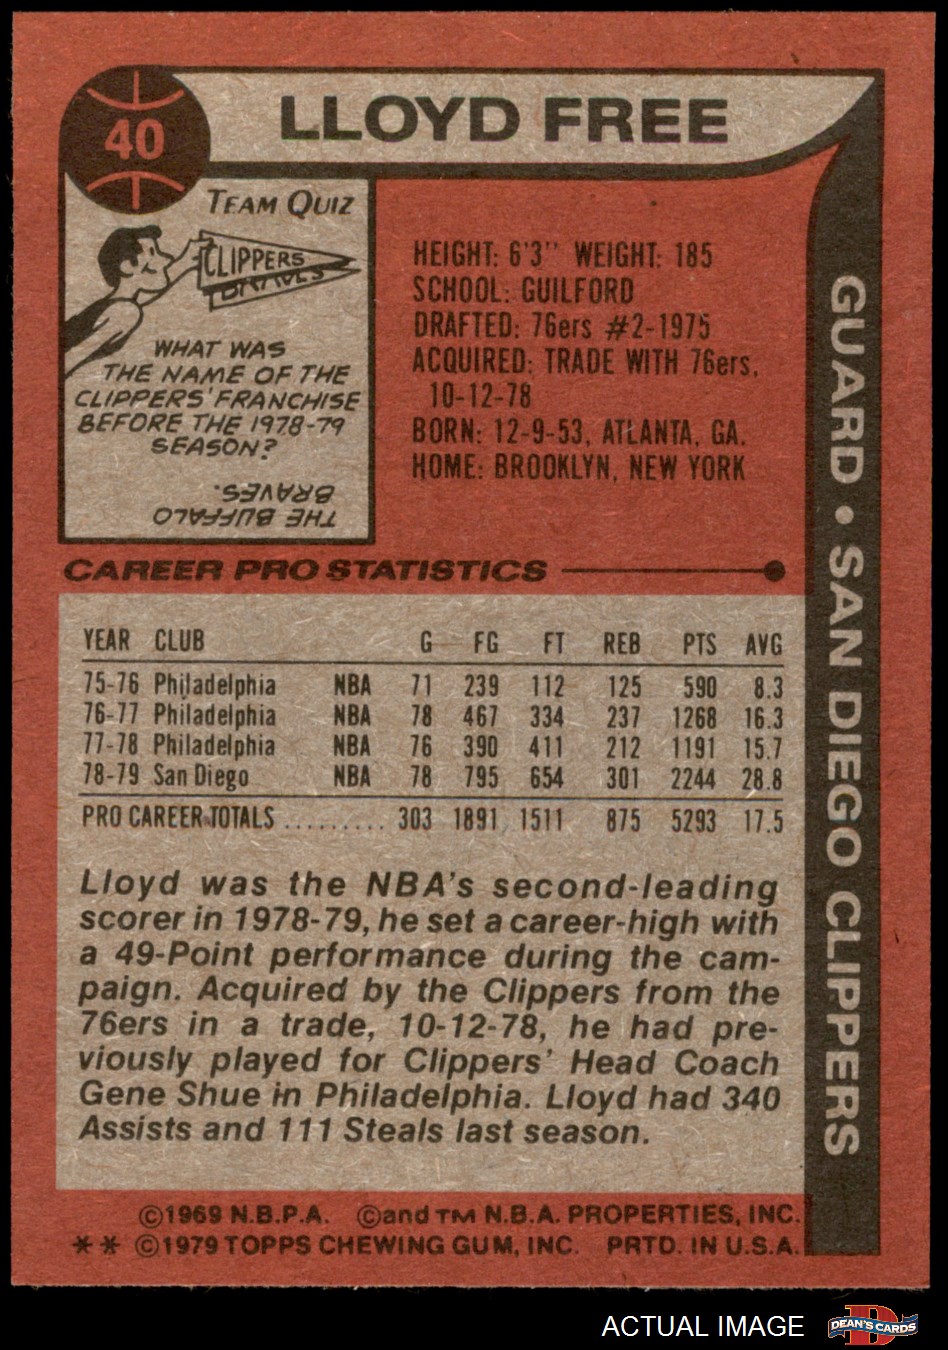 40
LLOYD FREE
TEAM QUIZ
CLIPPERS
BRAVES
WHAT WAS
THE NAME OF THE
CLIPPERS' FRANCHISE
BEFORE THE 1978-79
SEASON?
THE BUFFALO
BRAVES.
HEIGHT: 6'3" WEIGHT: 185
SCHOOL: GUILFORD
DRAFTED: 76ers #2-1975
ACQUIRED: TRADE WITH 76ers,
10-12-78
BORN: 12-9-53, ATLANTA, GA.
HOME: BROOKLYN, NEW YORK
GUARD • SAN DIEGO CLIPPERS
CAREER PRO STATISTICS
YEAR CLUB G FG FT REB PTS AVG
75-76 Philadelphia NBA 71 239 112 125 590 8.3
76-77 Philadelphia NBA 78 467 334 237 1268 16.3
77-78 Philadelphia NBA 76 390 411 212 1191 15.7
78-79 San Diego NBA 78 795 654 301 2244 28.8
PRO CAREER TOTALS .......... 303 1891 1511 875 5293 17.5
Lloyd was the NBA's second-leading
scorer in 1978-79, he set a career-high with
a 49-Point performance during the cam-
paign. Acquired by the Clippers from the
76ers in a trade, 10-12-78, he had pre-
viously played for Clippers' Head Coach
Gene Shue in Philadelphia. Lloyd had 340
Assists and 111 Steals last season.
©1969 N.B.P.A. ©and TM N.B.A. PROPERTIES, INC.
** ©1979 TOPPS CHEWING GUM, INC. PRTD. IN U.S.A.
ACTUAL IMAGE
D
DEAN'S CARDS